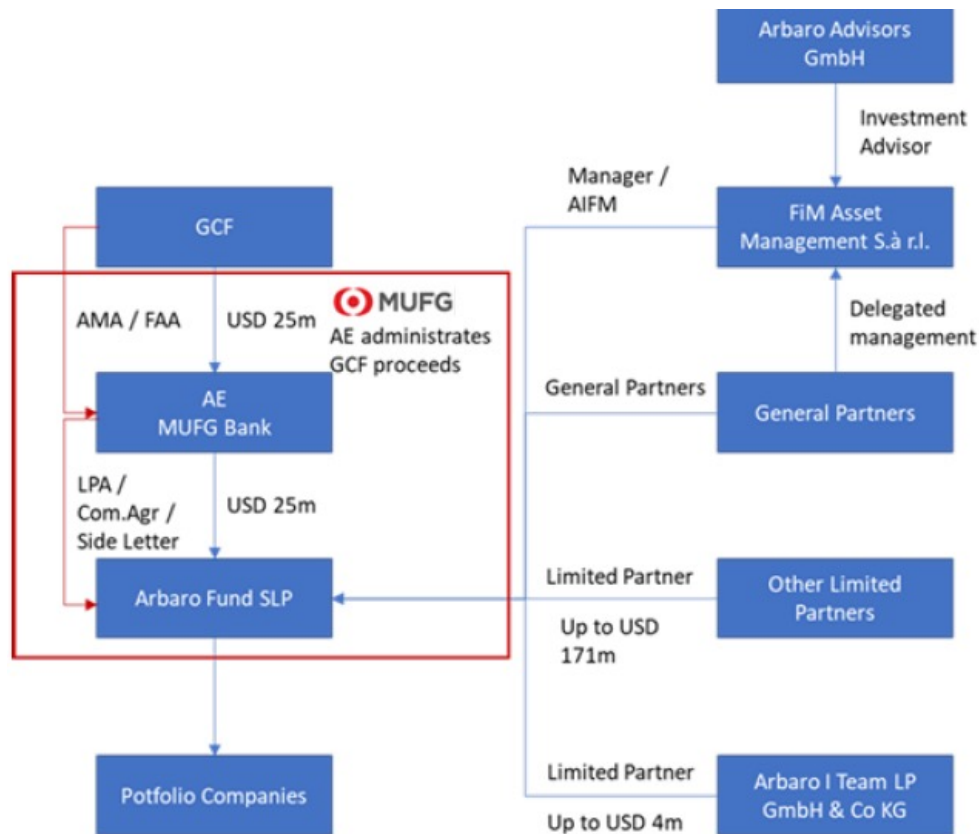 Arbaro Advisors
GmbH
Investment
Advisor
Manager /
AIFM
GCF
FiM Asset
Management S.à r.l.
MUFG
AMA / FAA
USD 25m
AE administrates
GCF proceeds
Delegated
management
AE
MUFG Bank
General Partners
General Partners
LPA /
Com.Agr /
Side Letter
USD 25m
Arbaro Fund SLP
Limited Partner
Up to USD
171m
Other Limited
Partners
Potfolio Companies
Limited Partner
Up to USD 4m
Arbaro I Team LP
GmbH & Co KG